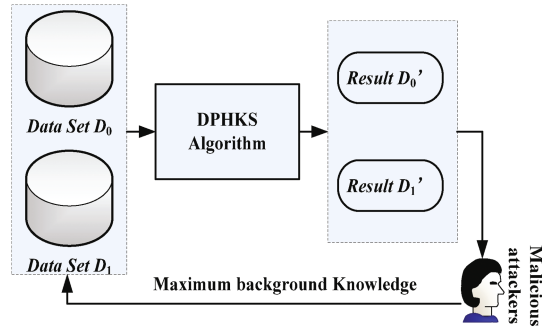 Data Set D₀
Data Set D₁
DPHKS
Algorithm
Result D₀’
Result D₁’
Maximum background Knowledge
Malicious
attackers